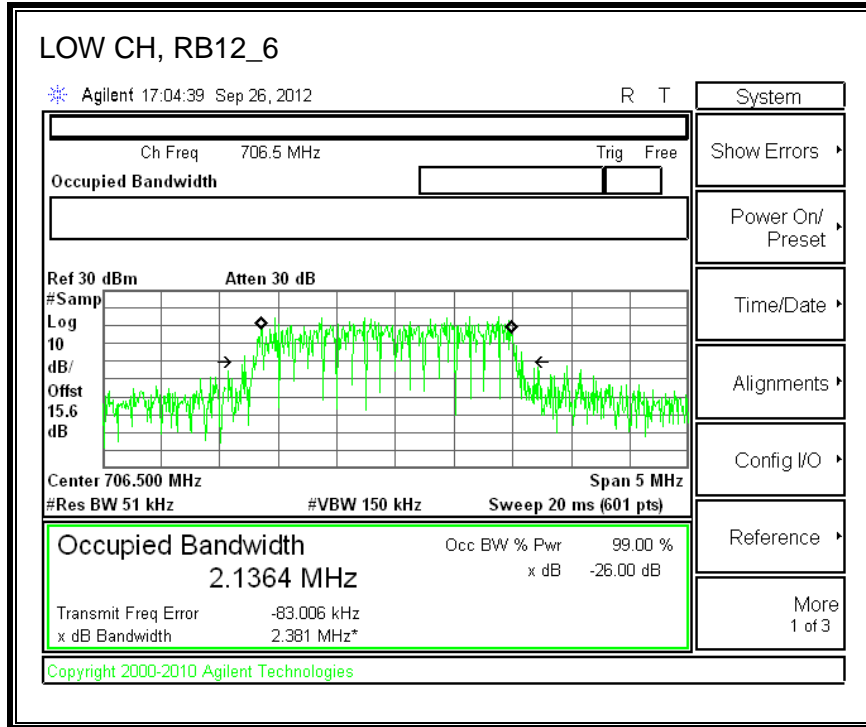 LOW CH, RB12_6
Agilent 17:04:39 Sep 26, 2012 R T
System
Ch Freq 706.5 MHz Trig Free
Show Errors
Occupied Bandwidth
Power On/
Preset
Ref 30 dBm Atten 30 dB
#Samp
Log
10
dB/
Offst
15.6
dB
Time/Date
Alignments
Config I/O
Center 706.500 MHz Span 5 MHz
#Res BW 51 kHz #VBW 150 kHz Sweep 20 ms (601 pts)
Occupied Bandwidth Occ BW % Pwr 99.00 %
2.1364 MHz x dB -26.00 dB
Reference
Transmit Freq Error -83.006 kHz
x dB Bandwidth 2.381 MHz*
More
1 of 3
Copyright 2000-2010 Agilent Technologies